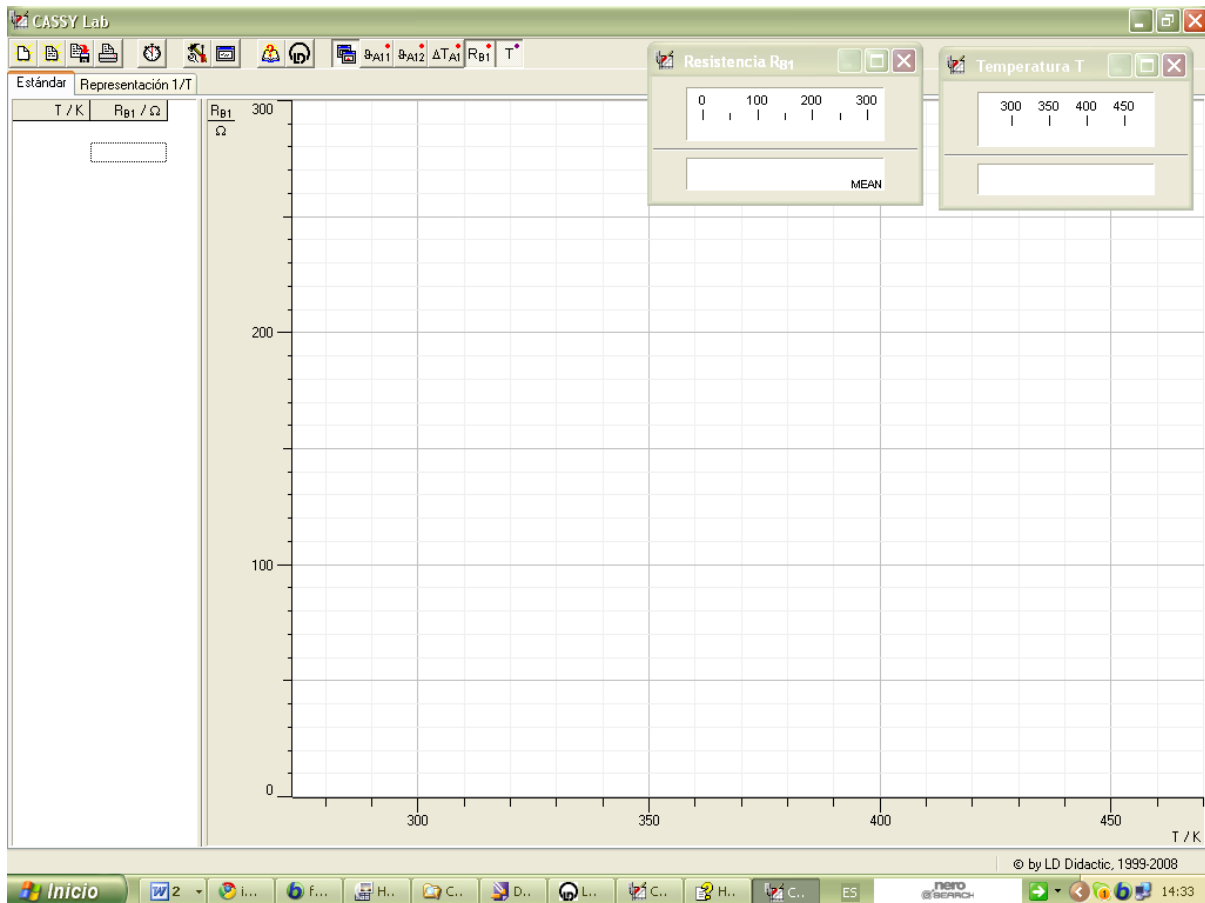 CASSY Lab
ϑA11 ϑA12 ΔTA1 RB1 T
Estándar Representación 1/T
T / K RB1 / Ω
RB1
Ω
300
200
100
0
300 350 400 450
T / K
Resistencia RB1
0 100 200 300
MEAN
Temperatura T
300 350 400 450
© by LD Didactic, 1999-2008
Inicio 2 i... f... H.. C.. D.. L.. C.. H.. C.. ES nero SEARCH 14:33